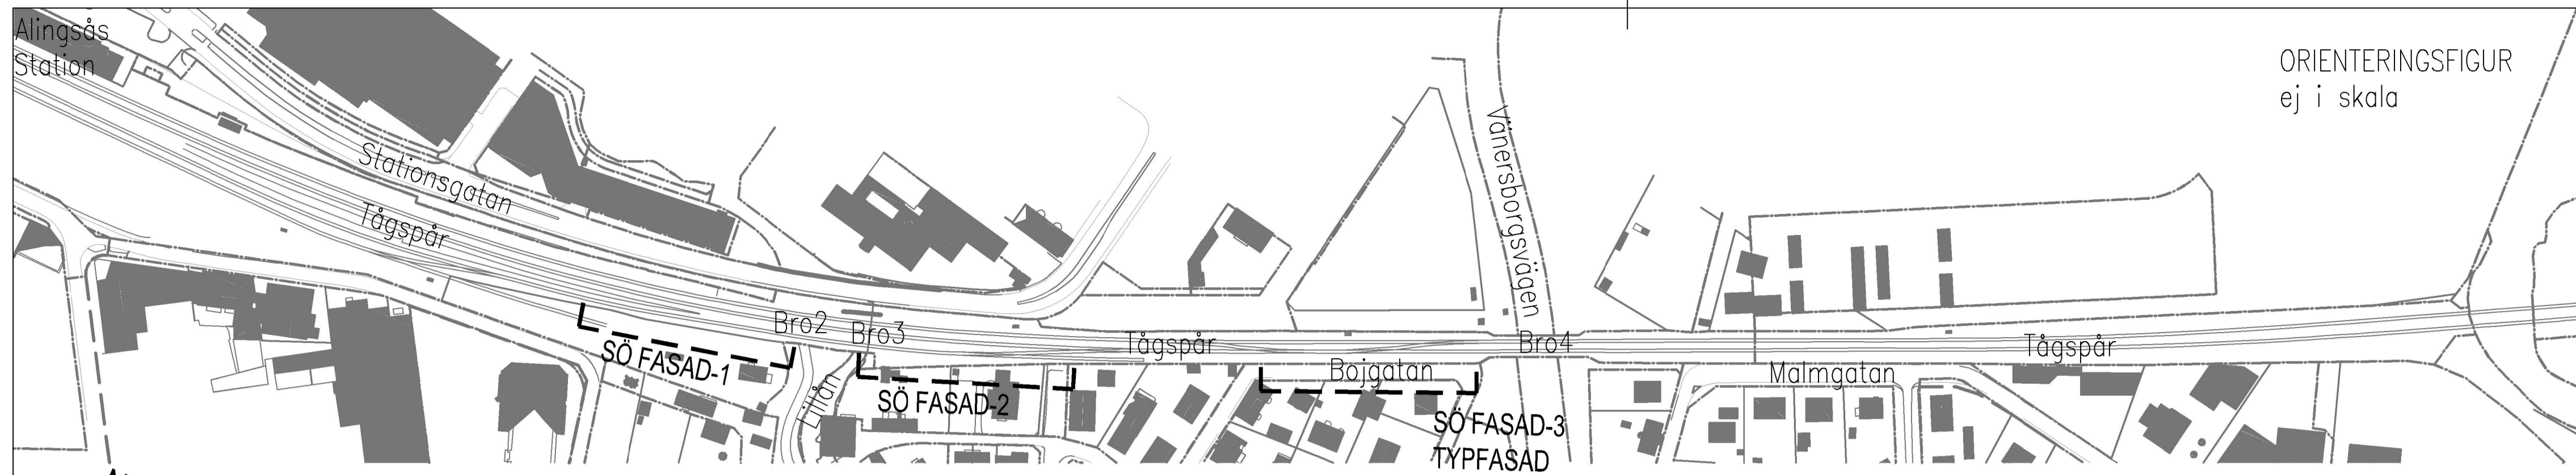 Alingsås
Station
ORIENTERINGSFIGUR
ej i skala
Stationsgatan
Tågspår
Vänersborgsvägen
Bro2
Bro3
Tågspår
Bro4
Tågspår
SÖ FASAD-1
Lillån
SÖ FASAD-2
Bojgatan
Malmgatan
SÖ FASAD-3
TYPFASAD